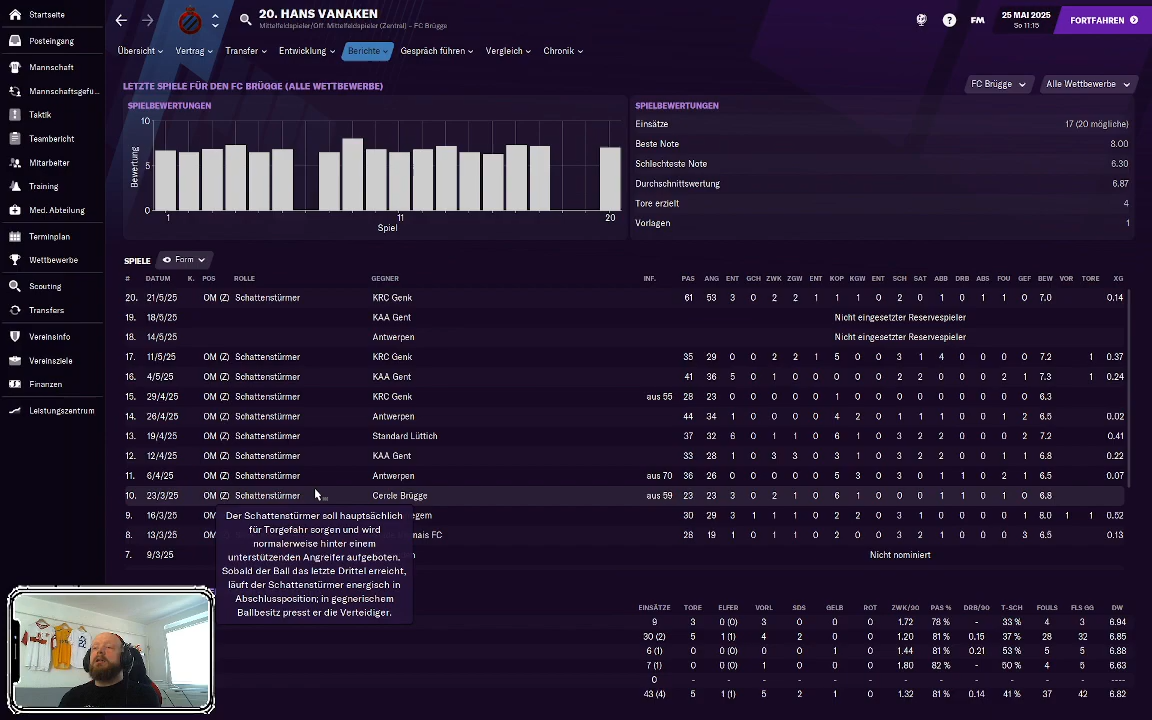 Startseite
Posteingang
Mannschaft
Mannschaftsgefü...
Taktik
Teambericht
Mitarbeiter
Training
Med. Abteilung
Terminplan
Wettbewerbe
Scouting
Transfers
Vereinsinfo
Vereinsziele
Finanzen
Leistungszentrum
20. HANS VANAKEN
Mittelfeldspieler/Off. Mittelfeldspieler (Zentral) - FC Brügge
FM
25 MAI 2025
So 11:15
FORTFAHREN
Übersicht Vertrag Transfer Entwicklung Berichte Gespräch führen Vergleich Chronik
LETZTE SPIELE FÜR DEN FC BRÜGGE (ALLE WETTBEWERBE)
FC Brügge Alle Wettbewerbe
SPIELBEWERTUNGEN
10
5
0
Bewertung
1 11 20
Spiel
SPIELBEWERTUNGEN
Einsätze 17 (20 mögliche)
Beste Note 8.00
Schlechteste Note 6.30
Durchschnittswertung 6.87
Tore erzielt 4
Vorlagen 1
SPIELE Form
# DATUM K. POS ROLLE GEGNER INF. PAS ANG ENT GCH ZWK ZGW ENT KOP KGW ENT SCH SAT ABB DRB ABS FOU GEF BEW VOR TORE XG
20. 21/5/25 OM (Z) Schattenstürmer KRC Genk 61 53 3 0 2 2 1 1 1 0 2 0 1 0 1 1 0 7.0 0.14
19. 18/5/25 KAA Gent Nicht eingesetzter Reservespieler
18. 14/5/25 Antwerpen Nicht eingesetzter Reservespieler
17. 11/5/25 OM (Z) Schattenstürmer KRC Genk 35 29 0 0 2 2 1 5 0 0 3 1 4 0 0 0 0 7.2 1 0.37
16. 4/5/25 OM (Z) Schattenstürmer KAA Gent 41 36 5 0 1 0 0 0 0 0 2 2 0 0 0 2 1 7.3 1 0.24
15. 29/4/25 OM (Z) Schattenstürmer KRC Genk aus 55 28 23 0 0 0 0 0 1 0 0 0 0 0 0 0 0 0 6.3
14. 26/4/25 OM (Z) Schattenstürmer Antwerpen 44 34 1 0 0 0 0 4 2 0 1 1 1 0 0 2 0 6.5 0.02
13. 19/4/25 OM (Z) Schattenstürmer Standard Lüttich 37 32 6 0 1 1 0 6 1 0 3 2 2 0 0 0 0 7.2 0.41
12. 12/4/25 OM (Z) Schattenstürmer KAA Gent 33 28 1 0 3 3 0 3 2 0 3 2 2 0 0 1 1 6.8 0.22
11. 6/4/25 OM (Z) Schattenstürmer Antwerpen aus 70 36 26 0 0 0 0 0 5 0 0 3 0 1 1 0 2 1 6.5 0.07
10. 23/3/25 OM (Z) Schattenstürmer Cercle Brügge aus 59 23 23 3 0 2 1 0 6 1 0 0 0 0 0 0 1 0 6.8
9. 16/3/25 OM egem 30 29 3 1 1 1 0 2 2 0 2 1 0 0 0 0 1 8.0 1 1 0.52
8. 13/3/25 OM nais FC 28 19 1 0 0 0 0 2 0 0 3 2 1 0 0 0 3 6.5 0.13
7. 9/3/25 Nicht nominiert
Der Schattenstürmer soll hauptsächlich
für Torgefahr sorgen und wird
normalerweise hinter einem
unterstützenden Angreifer aufgeboten.
Sobald der Ball das letzte Drittel erreicht,
läuft der Schattenstürmer energisch in
Abschlussposition; in gegnerischem
Ballbesitz presst er die Verteidiger.
EINSÄTZE TORE ELFER VORL SDS GELB ROT ZWK/90 PAS % DRB/90 T-SCH FOULS FLS GG DW
9 3 0 (0) 3 0 0 0 1.72 78 % - 33 % 4 3 6.94
30 (2) 5 1 (1) 4 2 0 0 1.20 81 % 0.15 37 % 28 32 6.85
6 (1) 0 0 (0) 0 0 1 0 1.44 81 % 0.21 53 % 5 5 6.88
7 (1) 0 0 (0) 1 0 0 0 1.80 82 % - 50 % 4 5 6.63
0 - - - - - - - - - - - - ----
43 (4) 5 1 (1) 5 2 1 0 1.32 81 % 0.14 41 % 37 42 6.82